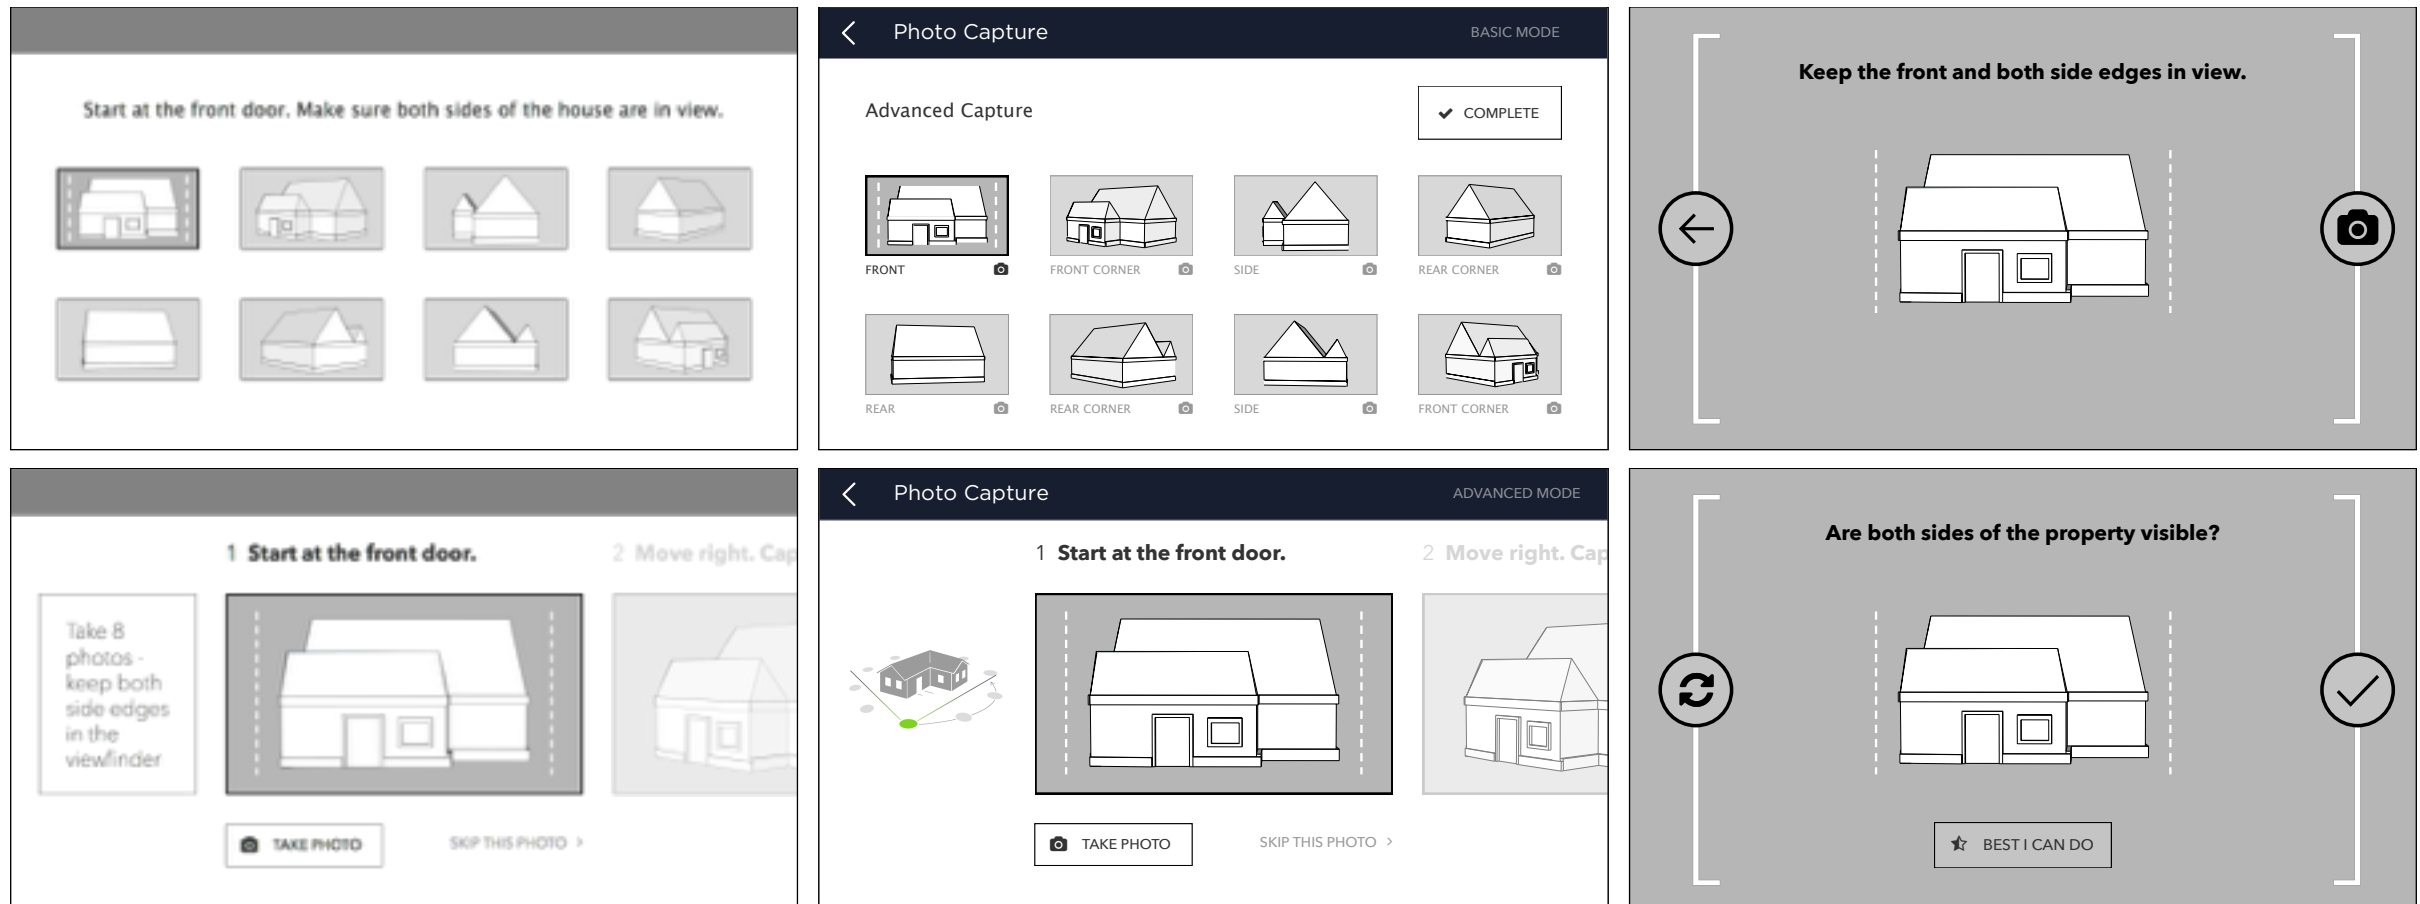 Start at the front door. Make sure both sides of the house are in view.
Photo Capture
BASIC MODE
Advanced Capture
COMPLETE
FRONT
FRONT CORNER
SIDE
REAR CORNER
REAR
REAR CORNER
SIDE
FRONT CORNER
Keep the front and both side edges in view.
1 Start at the front door.
2 Move right. Cap
Take 8
photos -
keep both
side edges
in the
viewfinder
TAKE PHOTO
SKIP THIS PHOTO >
Photo Capture
ADVANCED MODE
1 Start at the front door.
2 Move right. Cap
TAKE PHOTO
SKIP THIS PHOTO >
Are both sides of the property visible?
BEST I CAN DO